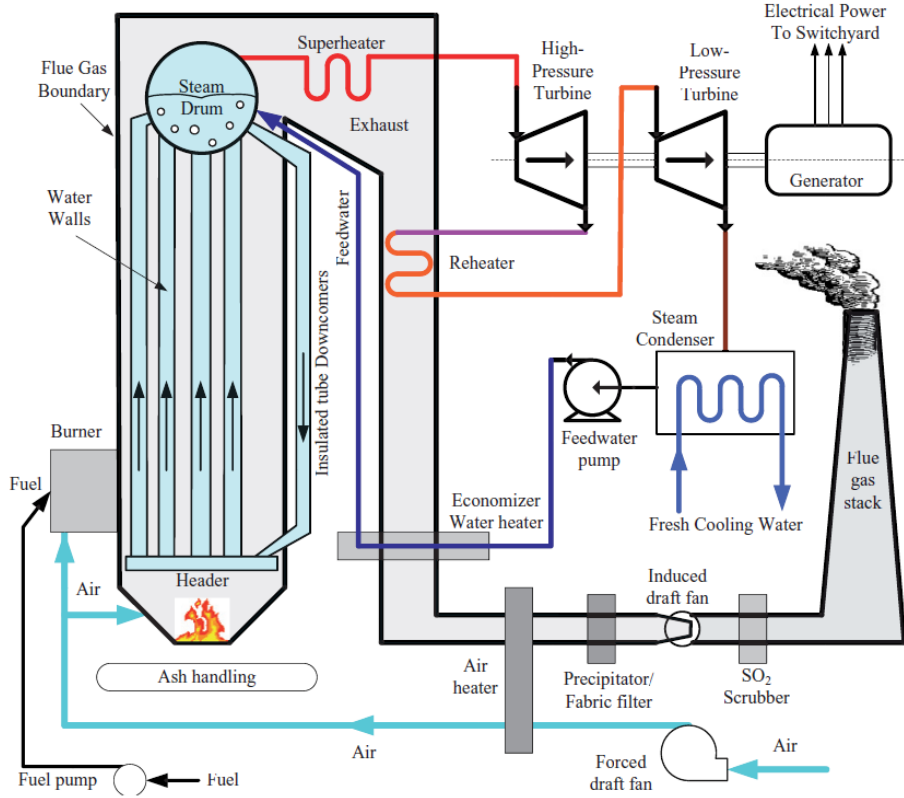 Electrical Power
To Switchyard
Superheater
High-
Pressure
Turbine
Low-
Pressure
Turbine
Flue Gas
Boundary
Steam
Drum
Exhaust
Generator
Water
Walls
Feedwater
Reheater
Insulated tube Downcomers
Steam
Condenser
Burner
Feedwater
pump
Flue
gas
stack
Fuel
Economizer
Water heater
Fresh Cooling Water
Header
Air
Induced
draft fan
Ash handling
Air
heater
Precipitator/
Fabric filter
SO2
Scrubber
Air
Air
Fuel pump
Fuel
Forced
draft fan